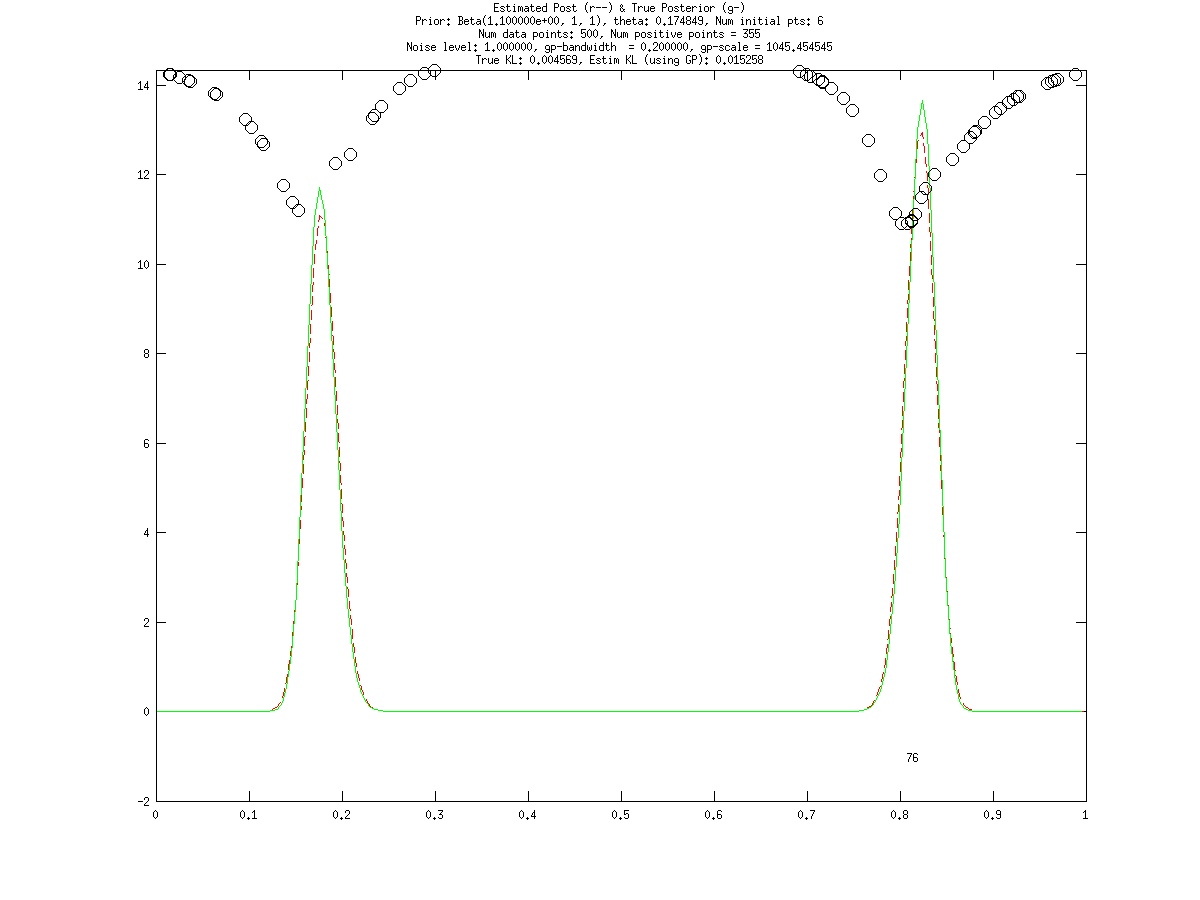 Estimated Post (r--) & True Posterior (g-)
Prior: Beta(1.100000e+00, 1, 1), theta: 0.174849, Num initial pts: 6
Num data points: 500, Num positive points = 355
Noise level: 1.000000, gp-bandwidth  = 0.200000, gp-scale = 1045.454545
True KL: 0.004569, Estim KL (using GP): 0.015258
14
12
10
8
6
4
2
0
76
-2
0 0.1 0.2 0.3 0.4 0.5 0.6 0.7 0.8 0.9 1